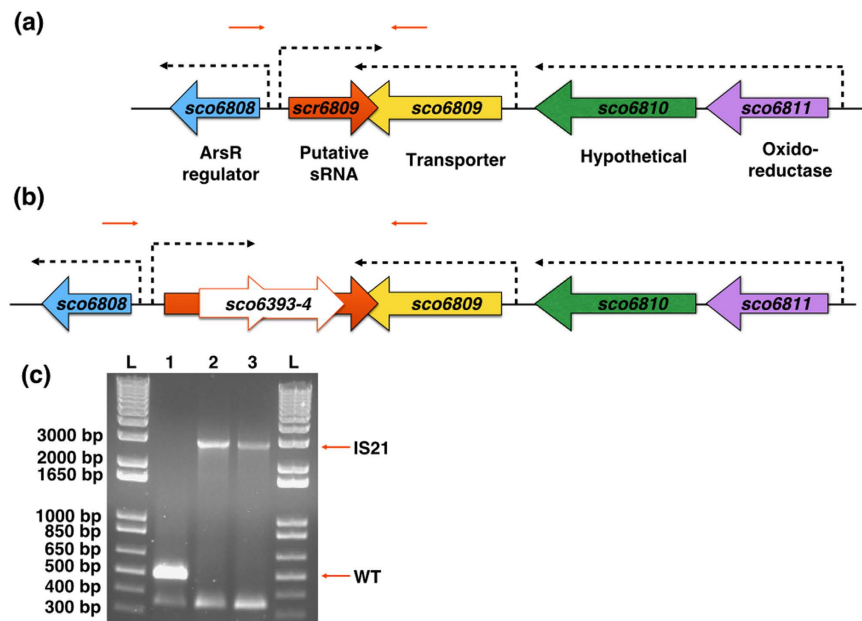 (a)
sco6808
scr6809
sco6809
sco6810
sco6811
ArsR
regulator
Putative
sRNA
Transporter
Hypothetical
Oxido-
reductase
(b)
sco6808
sco6393-4
sco6809
sco6810
sco6811
(c)
L 1 2 3 L
3000 bp
2000 bp
1650 bp
1000 bp
850 bp
650 bp
500 bp
400 bp
300 bp
IS21
WT